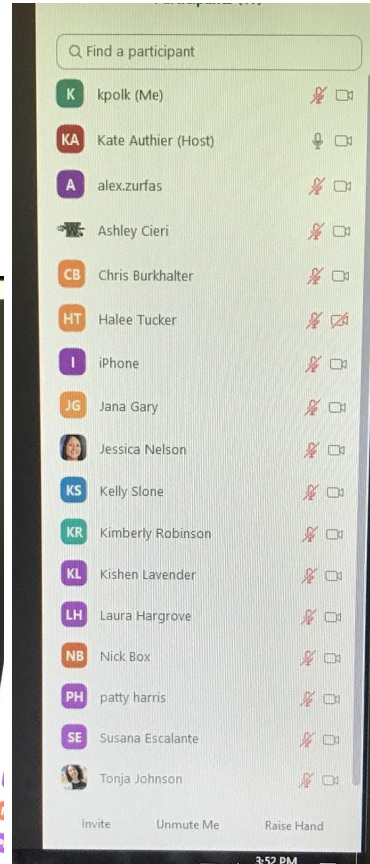 Find a participant
K kpolk (Me)
KA Kate Authier (Host)
A alex.zurfas
Ashley Cieri
CB Chris Burkhalter
HT Halee Tucker
I iPhone
JG Jana Gary
Jessica Nelson
KS Kelly Slone
KR Kimberly Robinson
KL Kishen Lavender
LH Laura Hargrove
NB Nick Box
PH patty harris
SE Susana Escalante
Tonja Johnson
Invite Unmute Me Raise Hand
3:52 PM